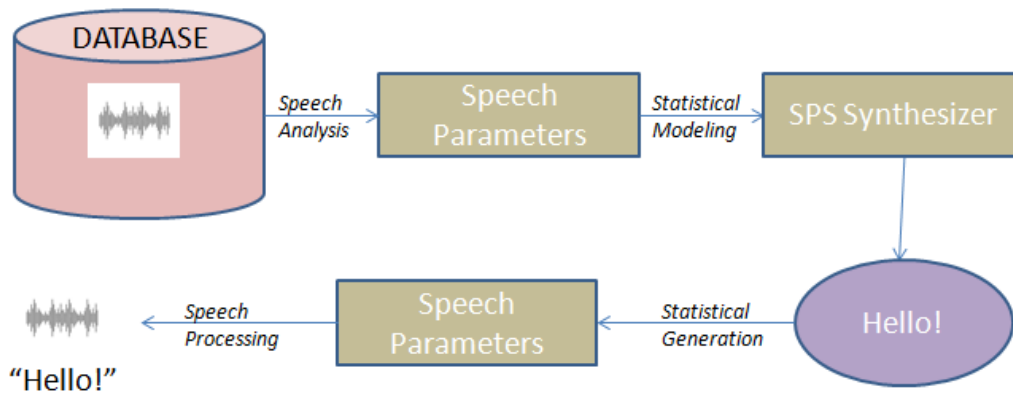 DATABASE
Speech
Analysis
Speech
Parameters
Statistical
Modeling
SPS Synthesizer
Hello!
Statistical
Generation
Speech
Parameters
Speech
Processing
“Hello!”